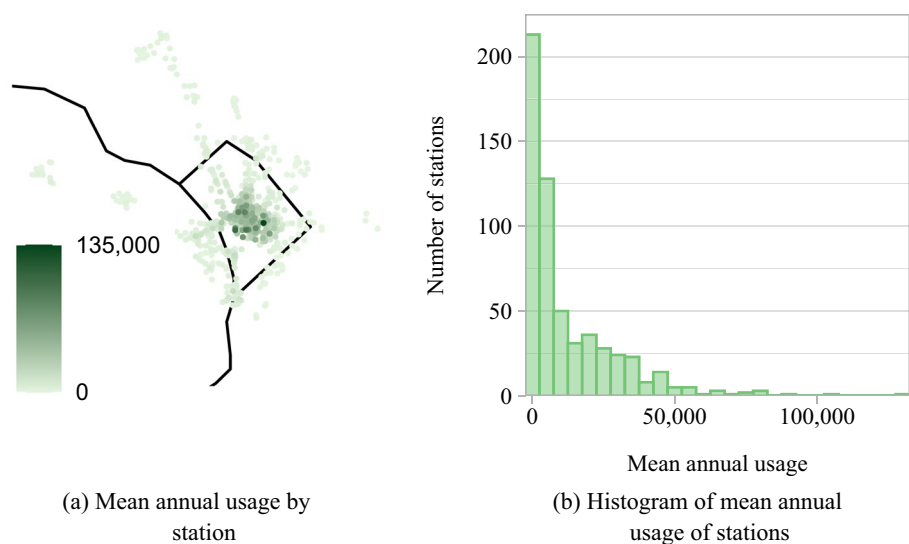 135,000
0
(a) Mean annual usage by
station
200
150
100
50
0
Number of stations
0 50,000 100,000
Mean annual usage
(b) Histogram of mean annual
usage of stations